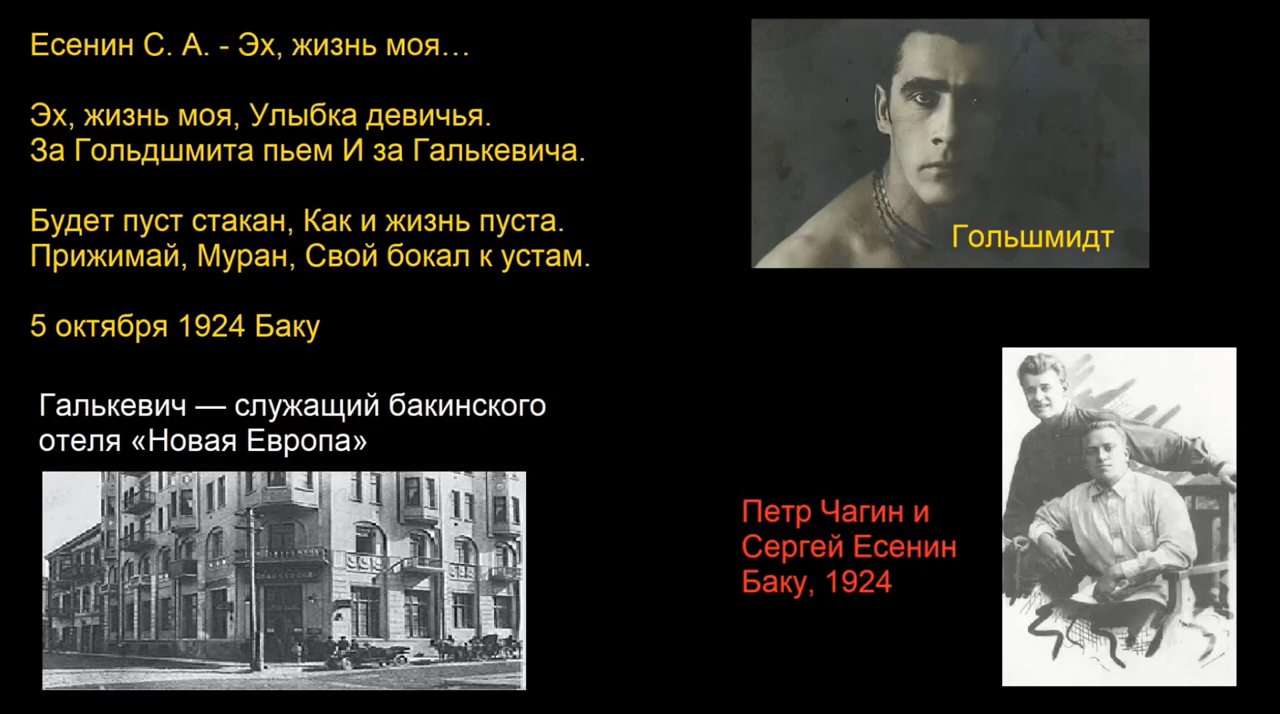 Есенин С. А. - Эх, жизнь моя…
Эх, жизнь моя, Улыбка девичья.
За Гольдшмита пьем И за Галькевича.
Будет пуст стакан, Как и жизнь пуста.
Прижимай, Муран, Свой бокал к устам.
5 октября 1924 Баку
Гольшмидт
Галькевич — служащий бакинского
отеля «Новая Европа»
Петр Чагин и
Сергей Есенин
Баку, 1924